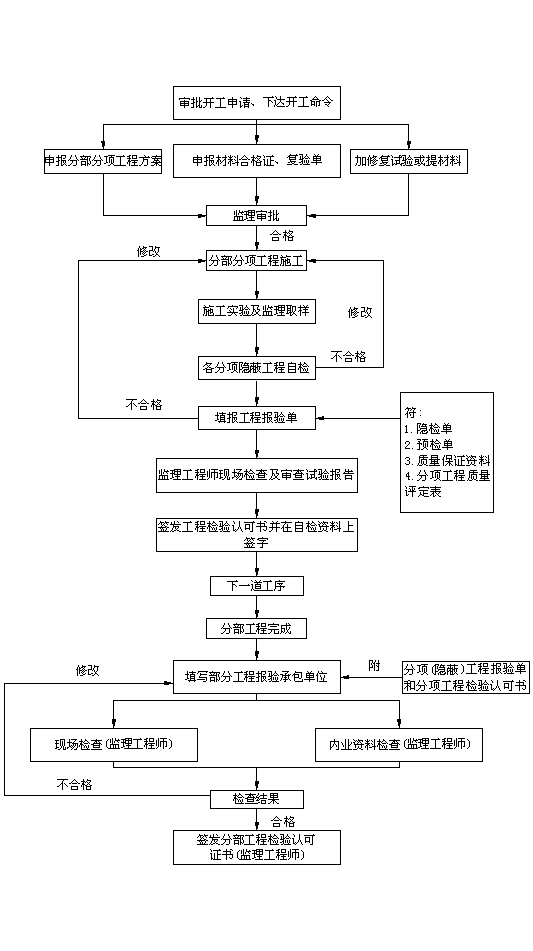 审批开工申请、下达开工命令
申报分部分项工程方案
申报材料合格证、复验单
加修复试验或提材料
监理审批
合格
修改
分部分项工程施工
施工实验及监理取样
修改
不合格
各分项隐蔽工程自检
不合格
填报工程报验单
符:
1.隐检单
2.预检单
3.质量保证资料
4.分项工程质量
评定表
监理工程师现场检查及审查试验报告
签发工程检验认可书并在自检资料上
签字
下一道工序
分部工程完成
修改
填写部分工程报验承包单位
附
分项(隐蔽)工程报验单
和分项工程检验认可书
现场检查(监理工程师)
内业资料检查(监理工程师)
不合格
检查结果
合格
签发分部工程检验认可
证书(监理工程师)